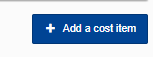 + Add a cost item